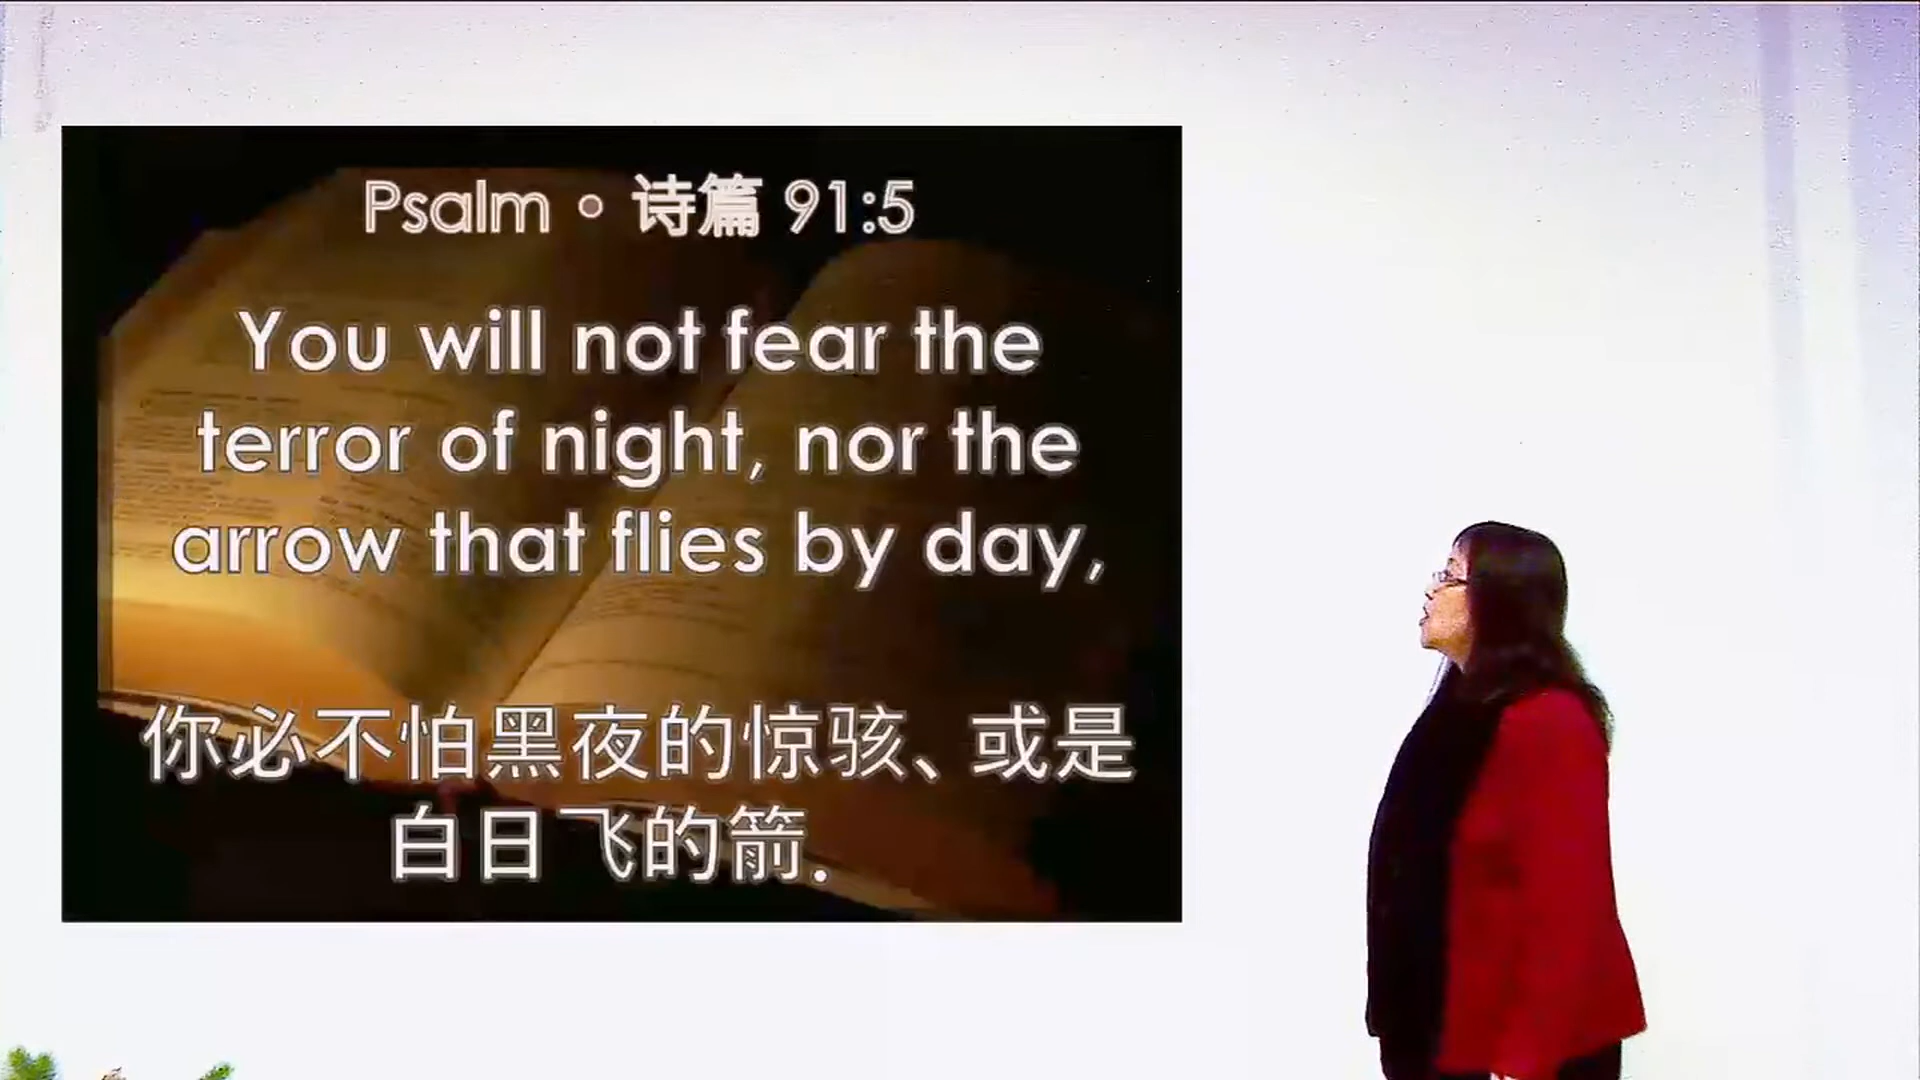 Psalm • 诗篇 91:5
You will not fear the
terror of night, nor the
arrow that flies by day,
你必不怕黑夜的惊骇、或是
白日飞的箭.